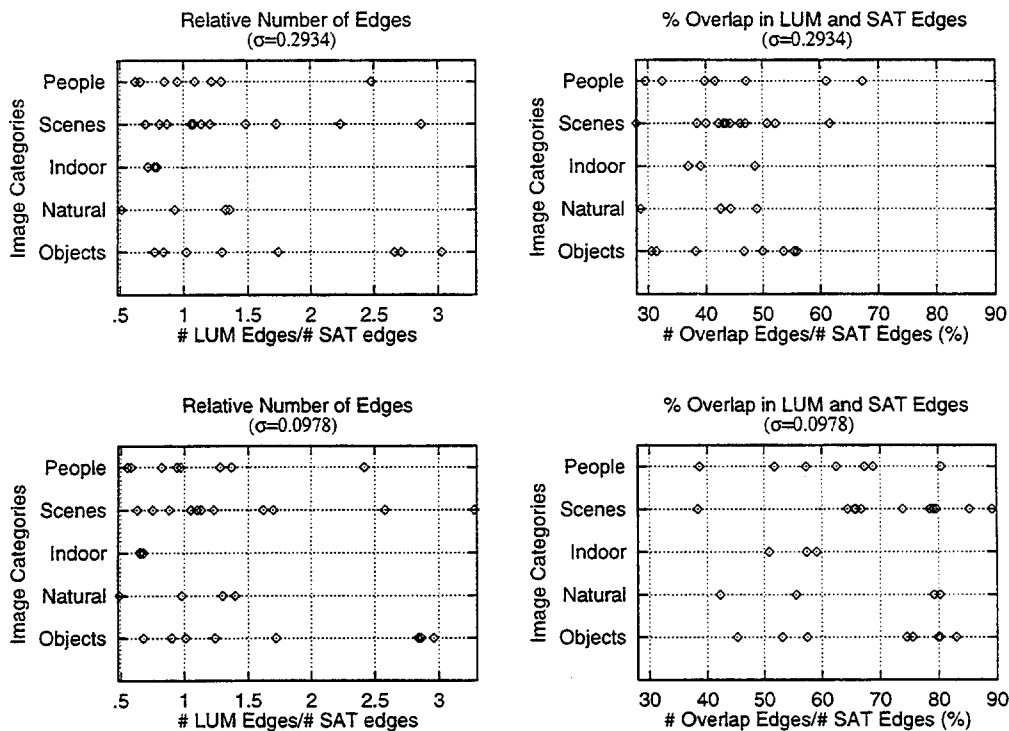 Relative Number of Edges
(σ=0.2934)
Image Categories
People
Scenes
Indoor
Natural
Objects
.5 1 1.5 2 2.5 3
# LUM Edges/# SAT edges
% Overlap in LUM and SAT Edges
(σ=0.2934)
Image Categories
People
Scenes
Indoor
Natural
Objects
30 40 50 60 70 80 90
# Overlap Edges/# SAT Edges (%)
Relative Number of Edges
(σ=0.0978)
Image Categories
People
Scenes
Indoor
Natural
Objects
.5 1 1.5 2 2.5 3
# LUM Edges/# SAT edges
% Overlap in LUM and SAT Edges
(σ=0.0978)
Image Categories
People
Scenes
Indoor
Natural
Objects
30 40 50 60 70 80 90
# Overlap Edges/# SAT Edges (%)